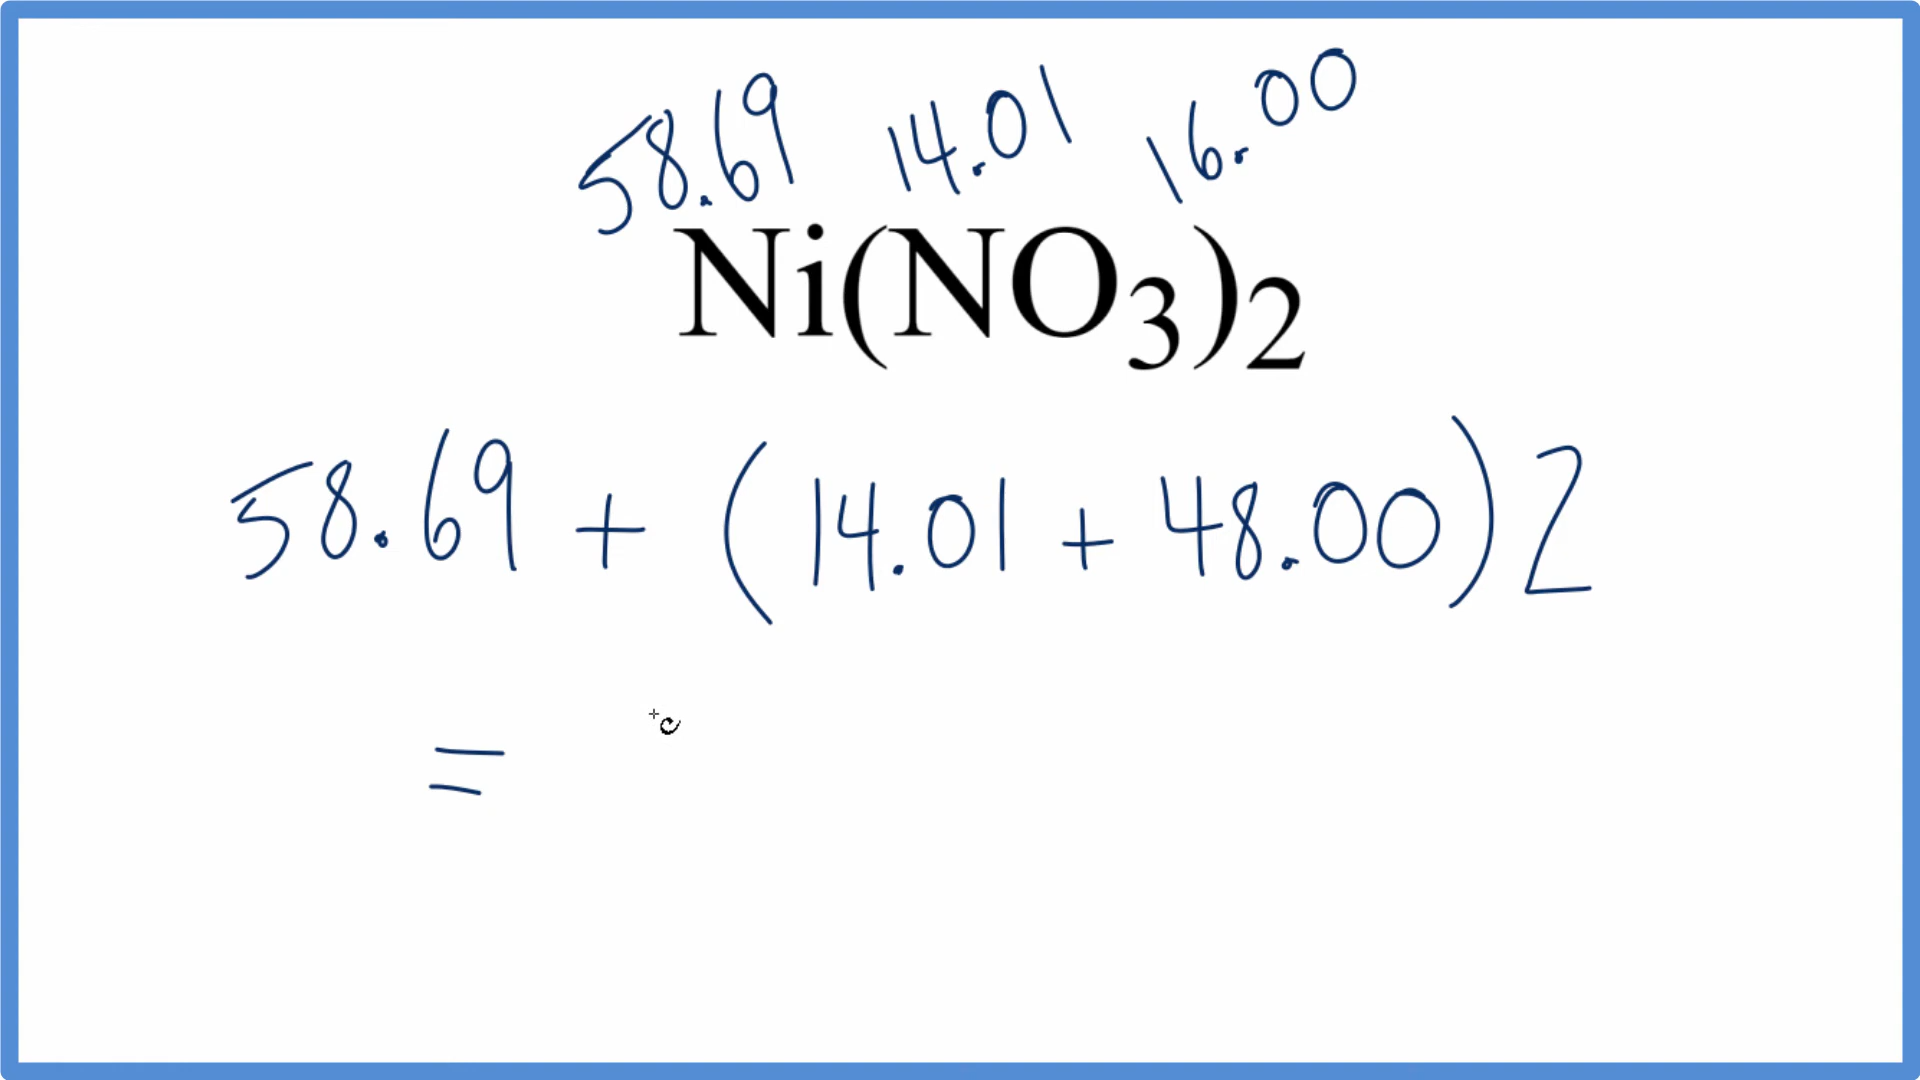 58.69 14.01 16.00
Ni(NO3)2
58.69 + (14.01 + 48.00)2
=